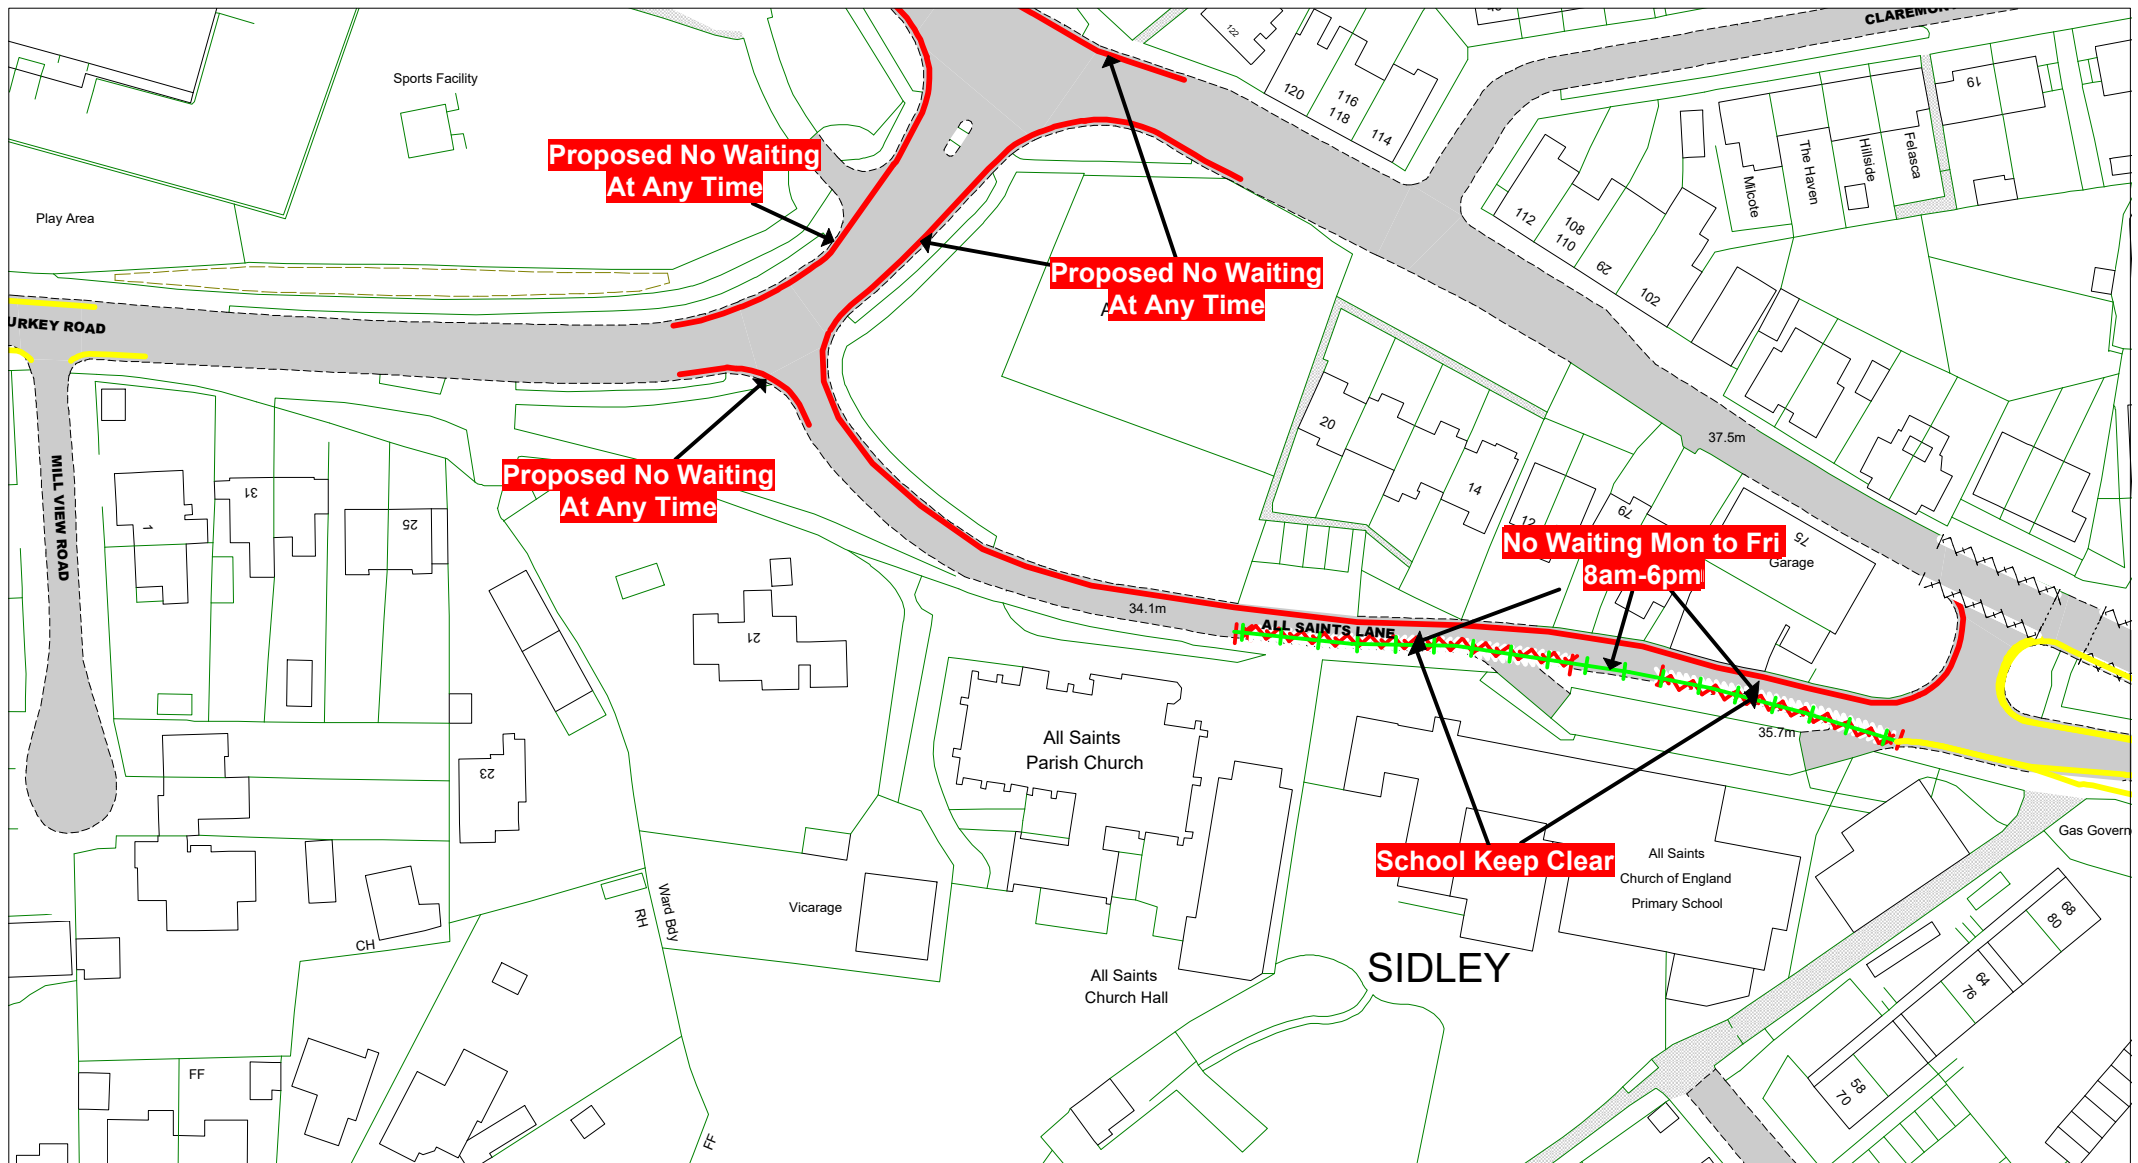 CLAREMON
122
120
116
118
114
19
Sports Facility
Proposed No Waiting
At Any Time
Play Area
112
108
110
29
102
Milcote
The Haven
Hillside
Felasca
Proposed No Waiting
At Any Time
URKEY ROAD
MILL VIEW ROAD
1
31
25
Proposed No Waiting
At Any Time
20
14
12
79
75
37.5m
No Waiting Mon to Fri
8am-6pm
Garage
34.1m
ALL SAINTS LANE
35.7m
21
23
All Saints
Parish Church
School Keep Clear
All Saints
Church of England
Primary School
Gas Govern
Vicarage
Ward Bdy
RH
CH
All Saints
Church Hall
SIDLEY
68
80
64
76
58
70
FF
FF